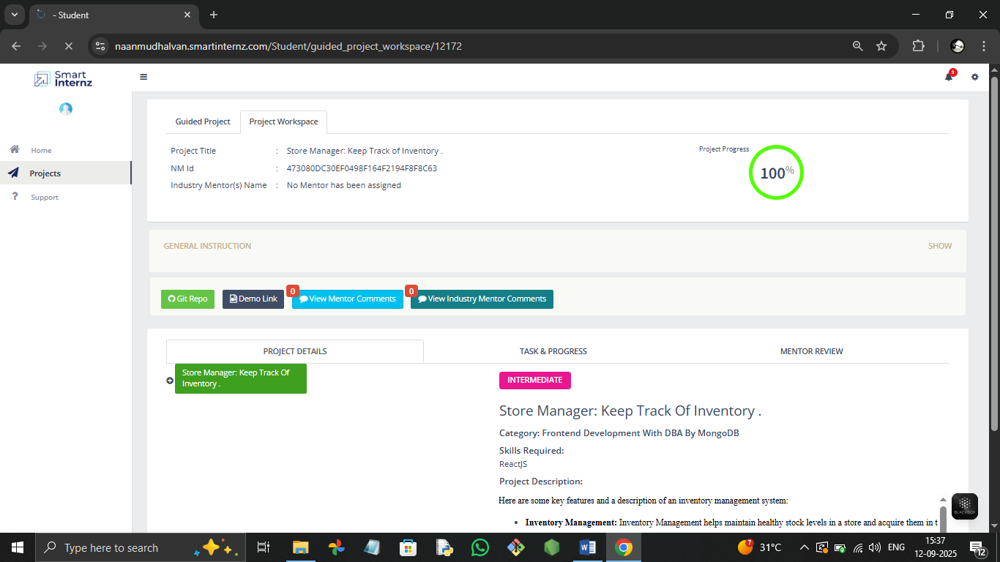 - Student
naanmudhalvan.smartinternz.com/Student/guided_project_workspace/12172
Smart
Internz
3
Home
Projects
Support
Guided Project
Project Workspace
Project Title : Store Manager: Keep Track of Inventory .
NM Id : 473080DC30EF0498F164F2194F8F8C63
Industry Mentor(s) Name : No Mentor has been assigned
Project Progress
100%
GENERAL INSTRUCTION
SHOW
Git Repo
Demo Link
0
View Mentor Comments
0
View Industry Mentor Comments
PROJECT DETAILS
TASK & PROGRESS
MENTOR REVIEW
Store Manager: Keep Track Of
Inventory .
INTERMEDIATE
Store Manager: Keep Track Of Inventory .
Category: Frontend Development With DBA By MongoDB
Skills Required:
ReactJS
Project Description:
Here are some key features and a description of an inventory management system:
• Inventory Management: Inventory Management helps maintain healthy stock levels in a store and acquire them in t
BLACKBOX
Type here to search
7
31°C
ENG
15:37
12-09-2025
12